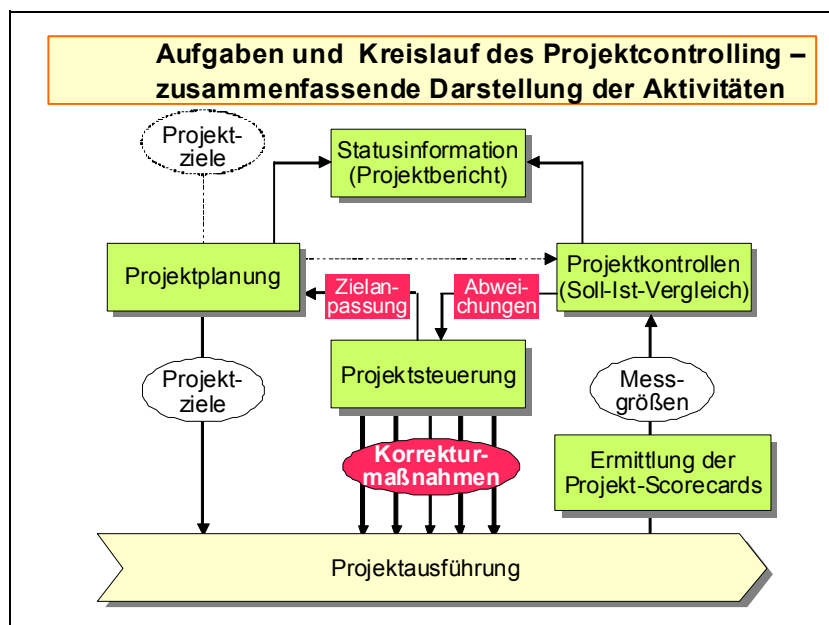 Aufgaben und Kreislauf des Projektcontrolling –
zusammenfassende Darstellung der Aktivitäten
Projekt-
ziele
Statusinformation
(Projektbericht)
Projektplanung
Projektkontrollen
(Soll-Ist-Vergleich)
Zielan-
passung
Abwei-
chungen
Projektsteuerung
Projekt-
ziele
Mess-
größen
Korrektur-
maßnahmen
Ermittlung der
Projekt-Scorecards
Projektausführung